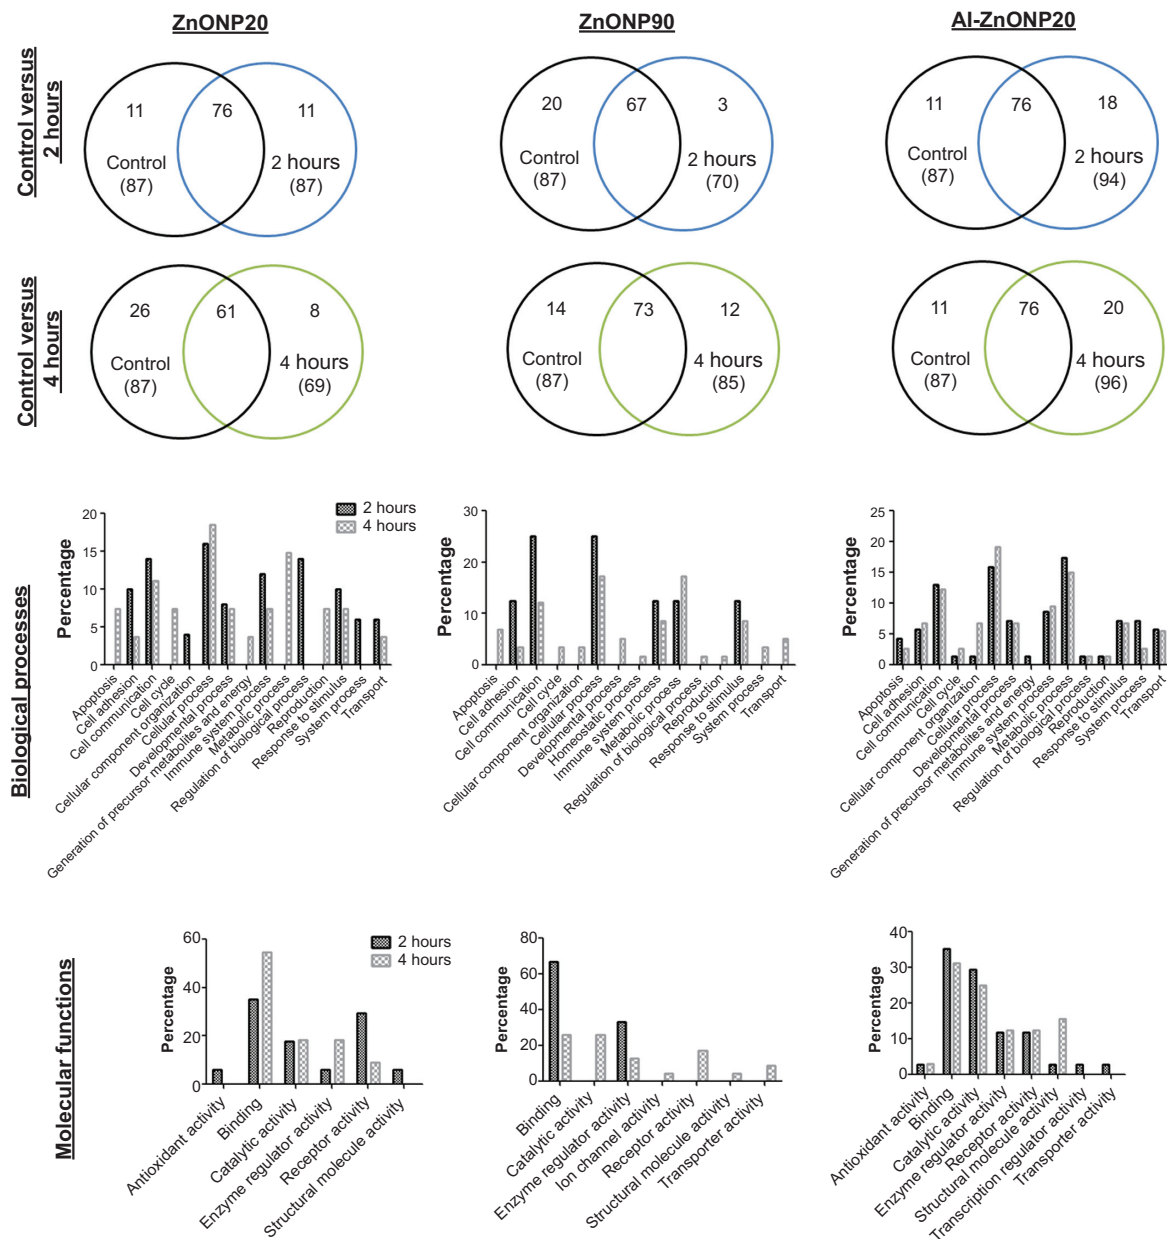 ZnONP20
ZnONP90
Al-ZnONP20
Control versus
2 hours
11
76
11
Control
(87)
2 hours
(87)
20
67
3
Control
(87)
2 hours
(70)
11
76
18
Control
(87)
2 hours
(94)
Control versus
4 hours
26
61
8
Control
(87)
4 hours
(69)
14
73
12
Control
(87)
4 hours
(85)
11
76
20
Control
(87)
4 hours
(96)
Biological processes
Percentage
20
15
10
5
0
2 hours
4 hours
Apoptosis
Cell adhesion
Cell communication
Cell cycle
Cellular component organization
Cellular process
Developmental process
Generation of precursor metabolites and energy
Immune system process
Metabolic process
Regulation of biological process
Reproduction
Response to stimulus
System process
Transport
Percentage
30
20
10
0
Apoptosis
Cell adhesion
Cell communication
Cell cycle
Cellular component organization
Cellular process
Developmental process
Homeostatic process
Immune system process
Metabolic process
Regulation of biological process
Reproduction
Response to stimulus
System process
Transport
Percentage
25
20
15
10
5
0
Apoptosis
Cell adhesion
Cell communication
Cell cycle
Cellular component organization
Cellular process
Developmental process
Generation of precursor metabolites and energy
Immune system process
Metabolic process
Regulation of biological process
Reproduction
Response to stimulus
System process
Transport
Molecular functions
Percentage
60
40
20
0
2 hours
4 hours
Antioxidant activity
Binding
Catalytic activity
Enzyme regulator activity
Receptor activity
Structural molecule activity
Percentage
80
60
40
20
0
Binding
Catalytic activity
Enzyme regulator activity
Ion channel activity
Receptor activity
Structural molecule activity
Transporter activity
Percentage
40
30
20
10
0
Antioxidant activity
Binding
Catalytic activity
Enzyme regulator activity
Receptor activity
Structural molecule activity
Transcription regulator activity
Transporter activity